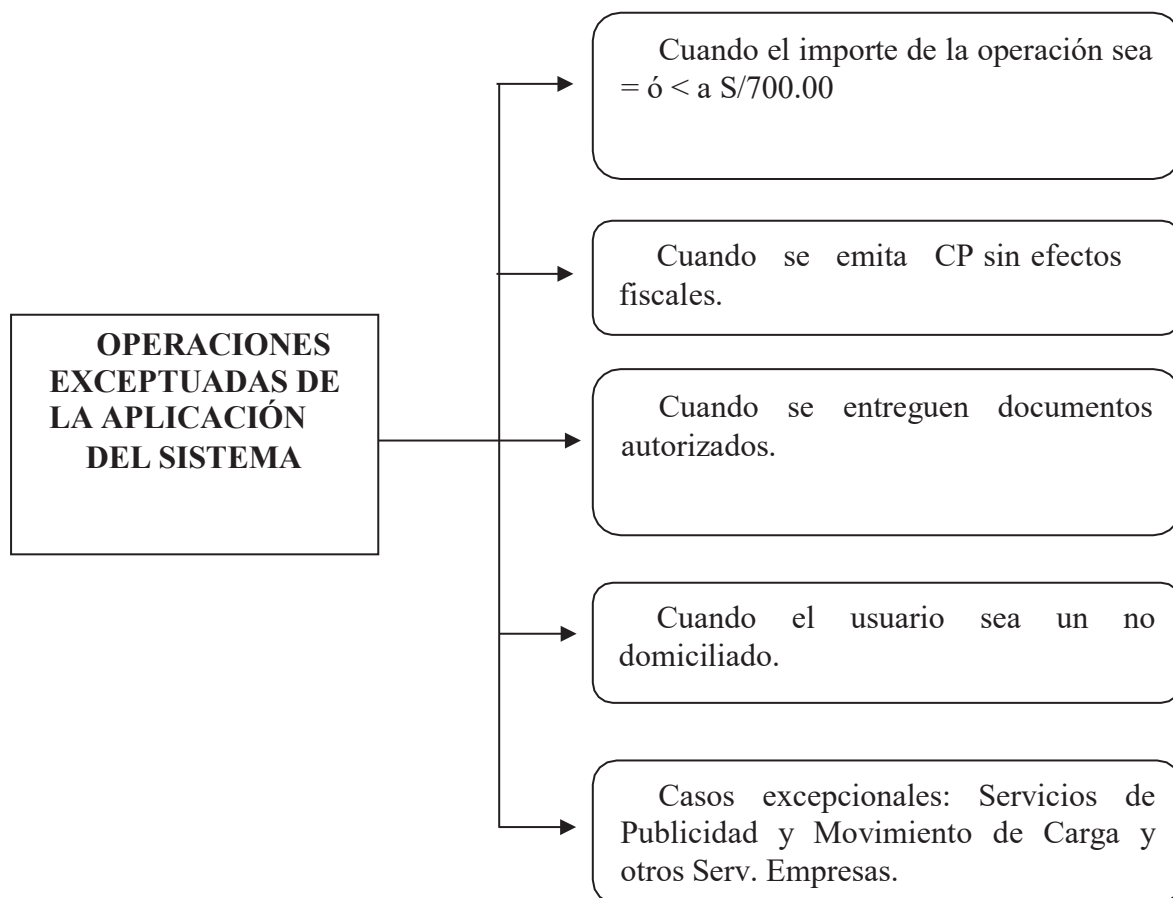 Cuando el importe de la operación sea
= ó < a S/700.00
Cuando se emita CP sin efectos
fiscales.
OPERACIONES
EXCEPTUADAS DE
LA APLICACIÓN
DEL SISTEMA
Cuando se entreguen documentos
autorizados.
Cuando el usuario sea un no
domiciliado.
Casos excepcionales: Servicios de
Publicidad y Movimiento de Carga y
otros Serv. Empresas.